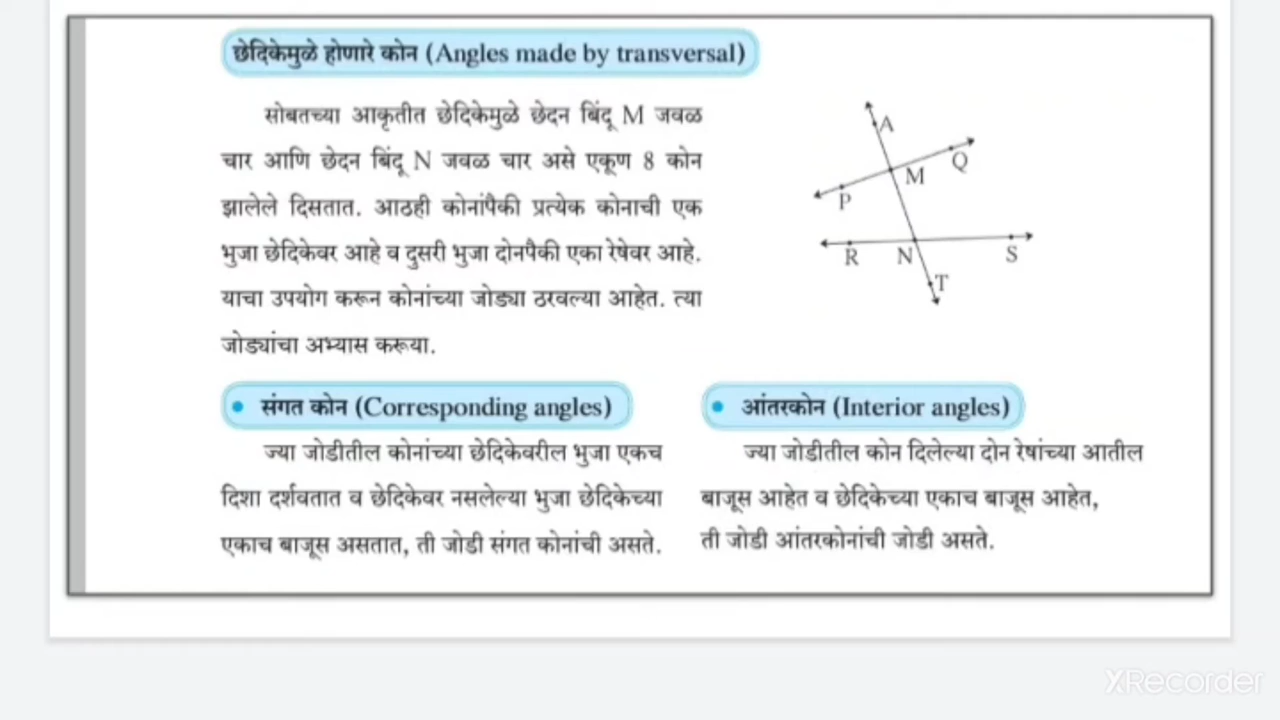 छेदिकेमुळे होणारे कोन (Angles made by transversal)
सोबतच्या आकृतीत छेदिकेमुळे छेदन बिंदू M जवळ
चार आणि छेदन बिंदू N जवळ चार असे एकूण 8 कोन
झालेले दिसतात. आठही कोनांपैकी प्रत्येक कोनाची एक
भुजा छेदिकेवर आहे व दुसरी भुजा दोनपैकी एका रेषेवर आहे.
याचा उपयोग करून कोनांच्या जोड्या ठरवल्या आहेत. त्या
जोड्यांचा अभ्यास करूया.
A
Q
M
P
R
N
S
T
• संगत कोन (Corresponding angles)
ज्या जोडीतील कोनांच्या छेदिकेवरील भुजा एकच
दिशा दर्शवतात व छेदिकेवर नसलेल्या भुजा छेदिकेच्या
एकाच बाजूस असतात, ती जोडी संगत कोनांची असते.
• आंतरकोन (Interior angles)
ज्या जोडीतील कोन दिलेल्या दोन रेषांच्या आतील
बाजूस आहेत व छेदिकेच्या एकाच बाजूस आहेत,
ती जोडी आंतरकोनांची जोडी असते.
XRecorder